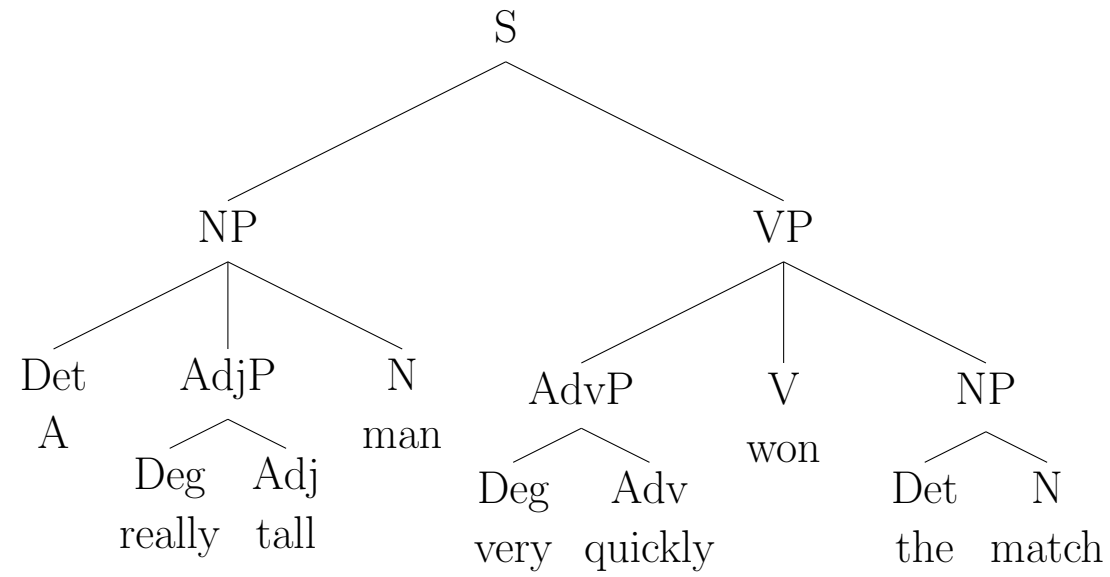 S
NP VP
Det AdjP N AdvP V NP
A man won
Deg Adj Deg Adv Det N
really tall very quickly the match